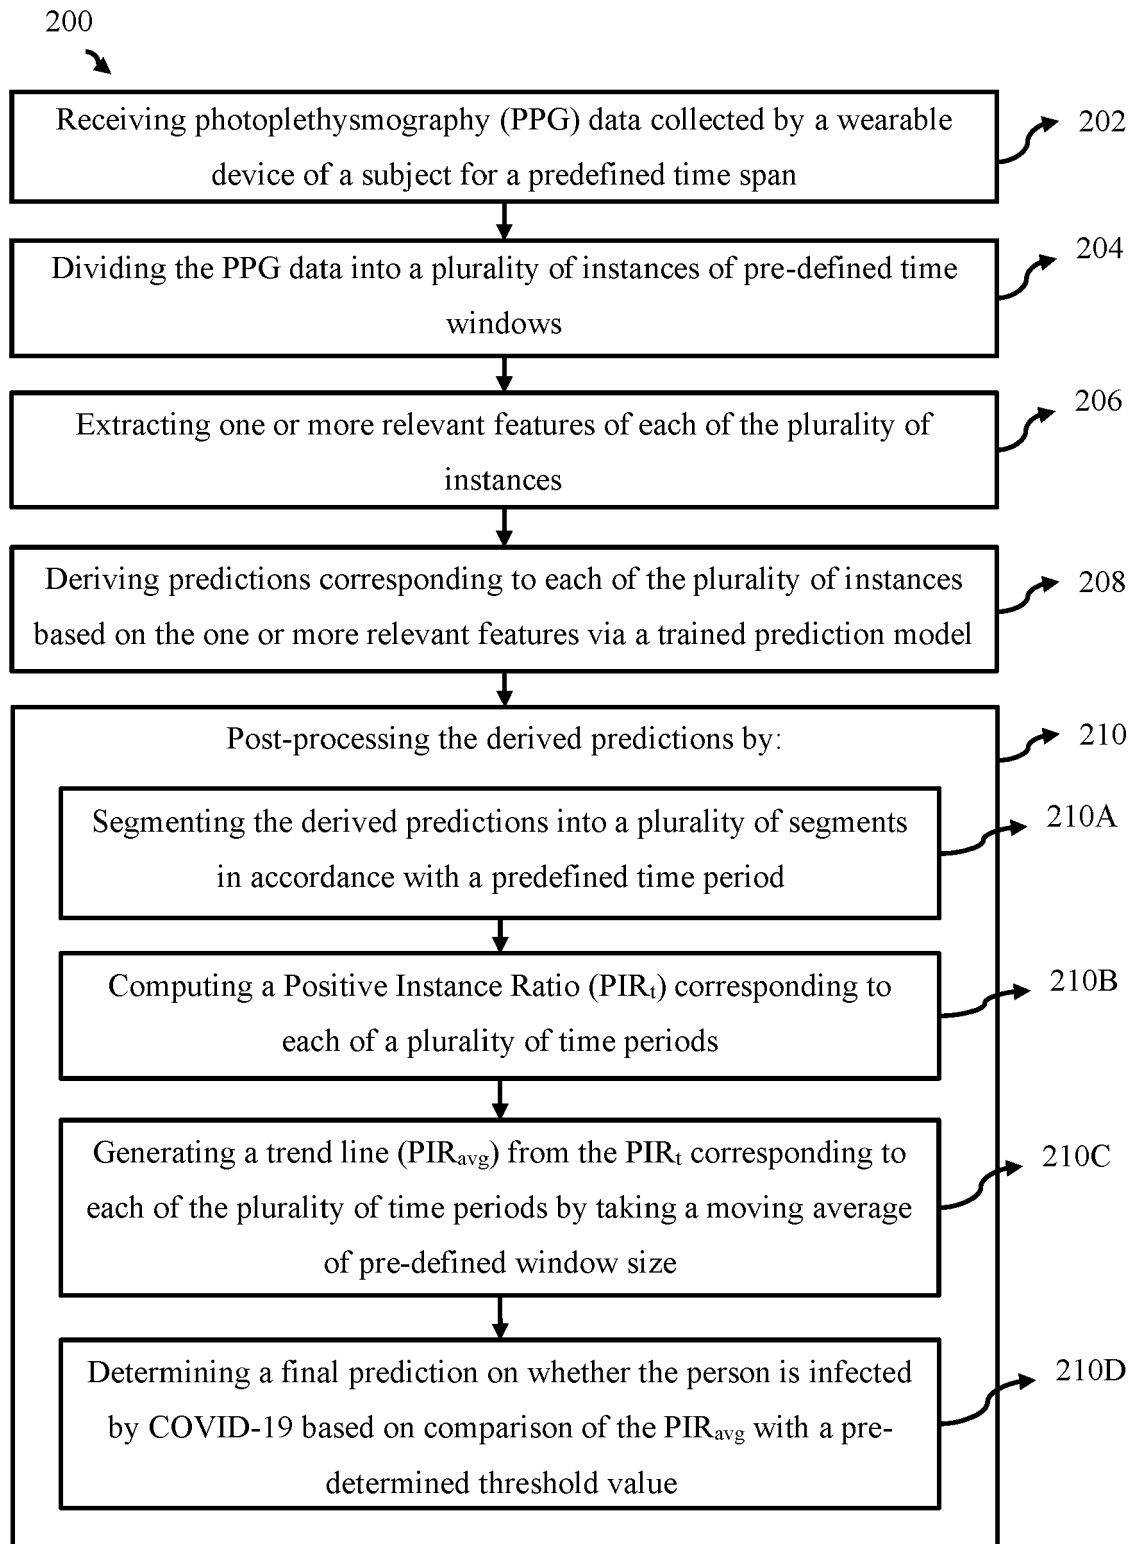 200
Receiving photoplethysmography (PPG) data collected by a wearable
device of a subject for a predefined time span
202
Dividing the PPG data into a plurality of instances of pre-defined time
windows
204
Extracting one or more relevant features of each of the plurality of
instances
206
Deriving predictions corresponding to each of the plurality of instances
based on the one or more relevant features via a trained prediction model
208
Post-processing the derived predictions by:
210
Segmenting the derived predictions into a plurality of segments
in accordance with a predefined time period
210A
Computing a Positive Instance Ratio (PIRt) corresponding to
each of a plurality of time periods
210B
Generating a trend line (PIRavg) from the PIRt corresponding to
each of the plurality of time periods by taking a moving average
of pre-defined window size
210C
Determining a final prediction on whether the person is infected
by COVID-19 based on comparison of the PIRavg with a pre-
determined threshold value
210D